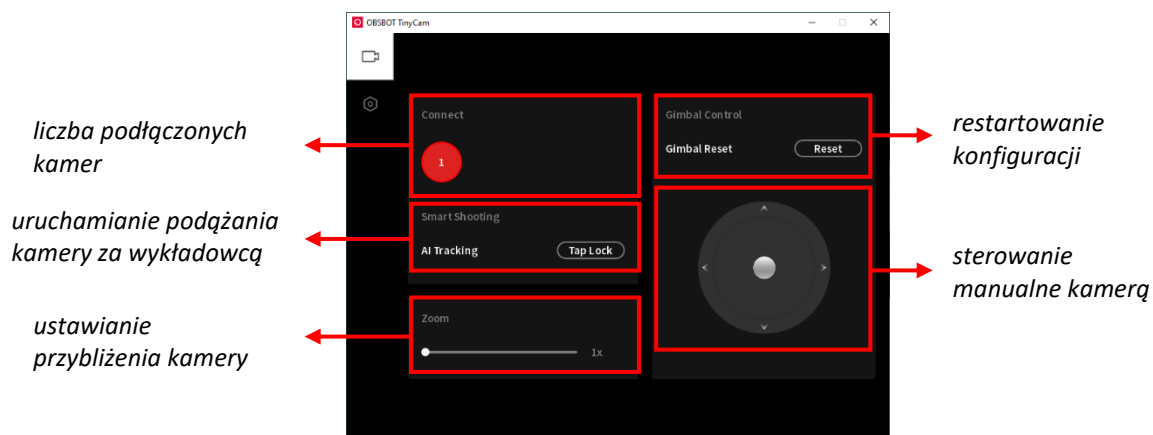 OBSBOT TinyCam
Connect
1
Smart Shooting
AI Tracking
Tap Lock
Zoom
1x
Gimbal Control
Gimbal Reset
Reset
liczba podłączonych
kamer
uruchamianie podążania
kamery za wykładowcą
ustawianie
przybliżenia kamery
restartowanie
konfiguracji
sterowanie
manualne kamerą